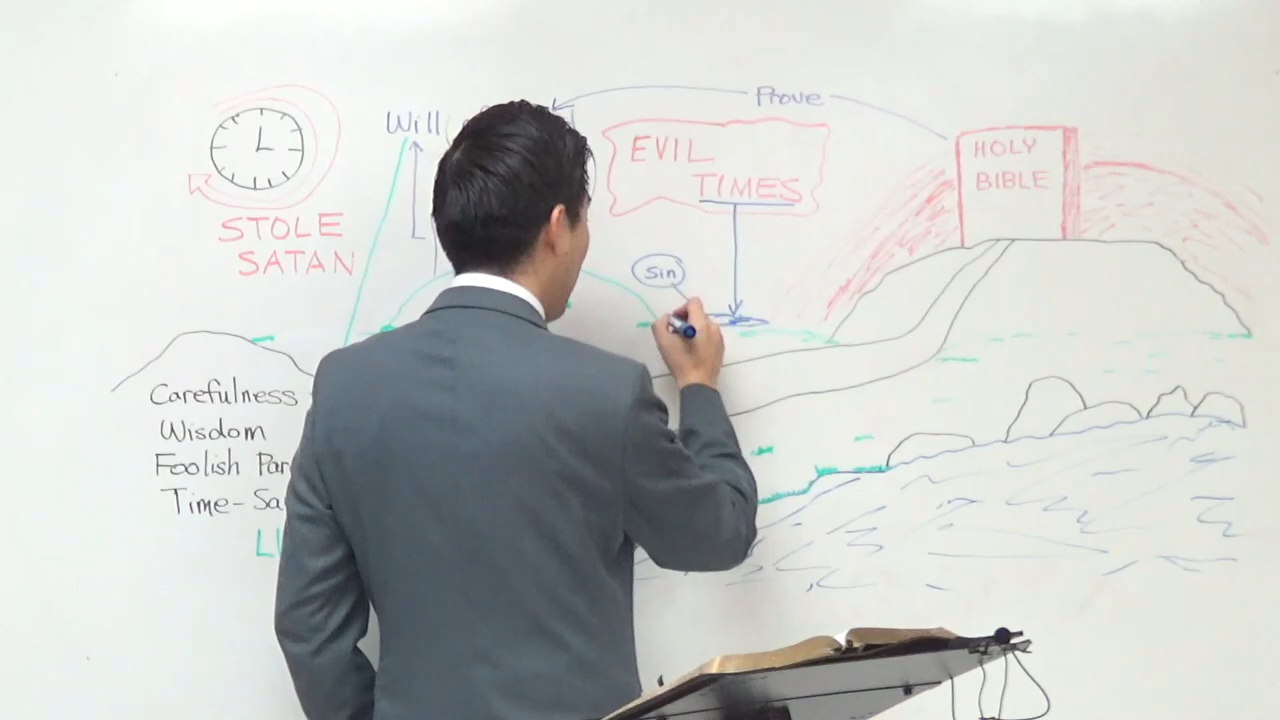 Prove
Will
EVIL
TIMES
HOLY
BIBLE
STOLE
SATAN
Sin
Carefulness
Wisdom
Foolish
Time-